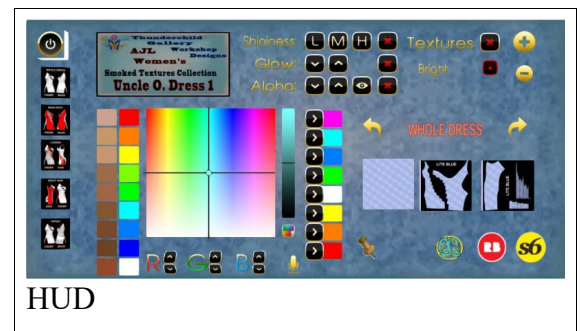 Thunderchild
Gallery
AJL Workshop
Designs
Women's
Smoked Textures Collection
Uncle O, Dress 1
Shininess: L M H
Glow:
Alpha:
Textures
Bright
WHOLE DRESS
LITE BLUE
LITE BLUE
R G B
RB
s6
HUD